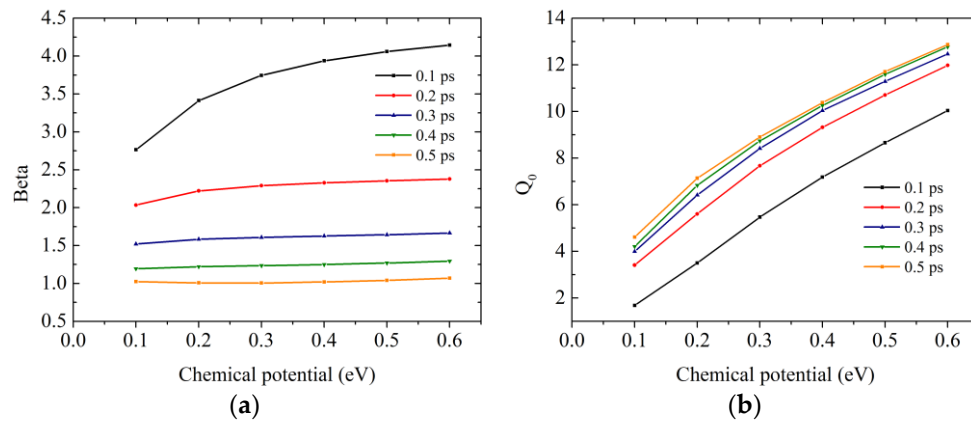 4.5
4.0
3.5
3.0
2.5
2.0
1.5
1.0
0.5
Beta
0.1 ps
0.2 ps
0.3 ps
0.4 ps
0.5 ps
0.0 0.1 0.2 0.3 0.4 0.5 0.6
Chemical potential (eV)
(a)
14
12
10
8
6
4
2
Q₀
0.1 ps
0.2 ps
0.3 ps
0.4 ps
0.5 ps
0.0 0.1 0.2 0.3 0.4 0.5 0.6
Chemical potential (eV)
(b)